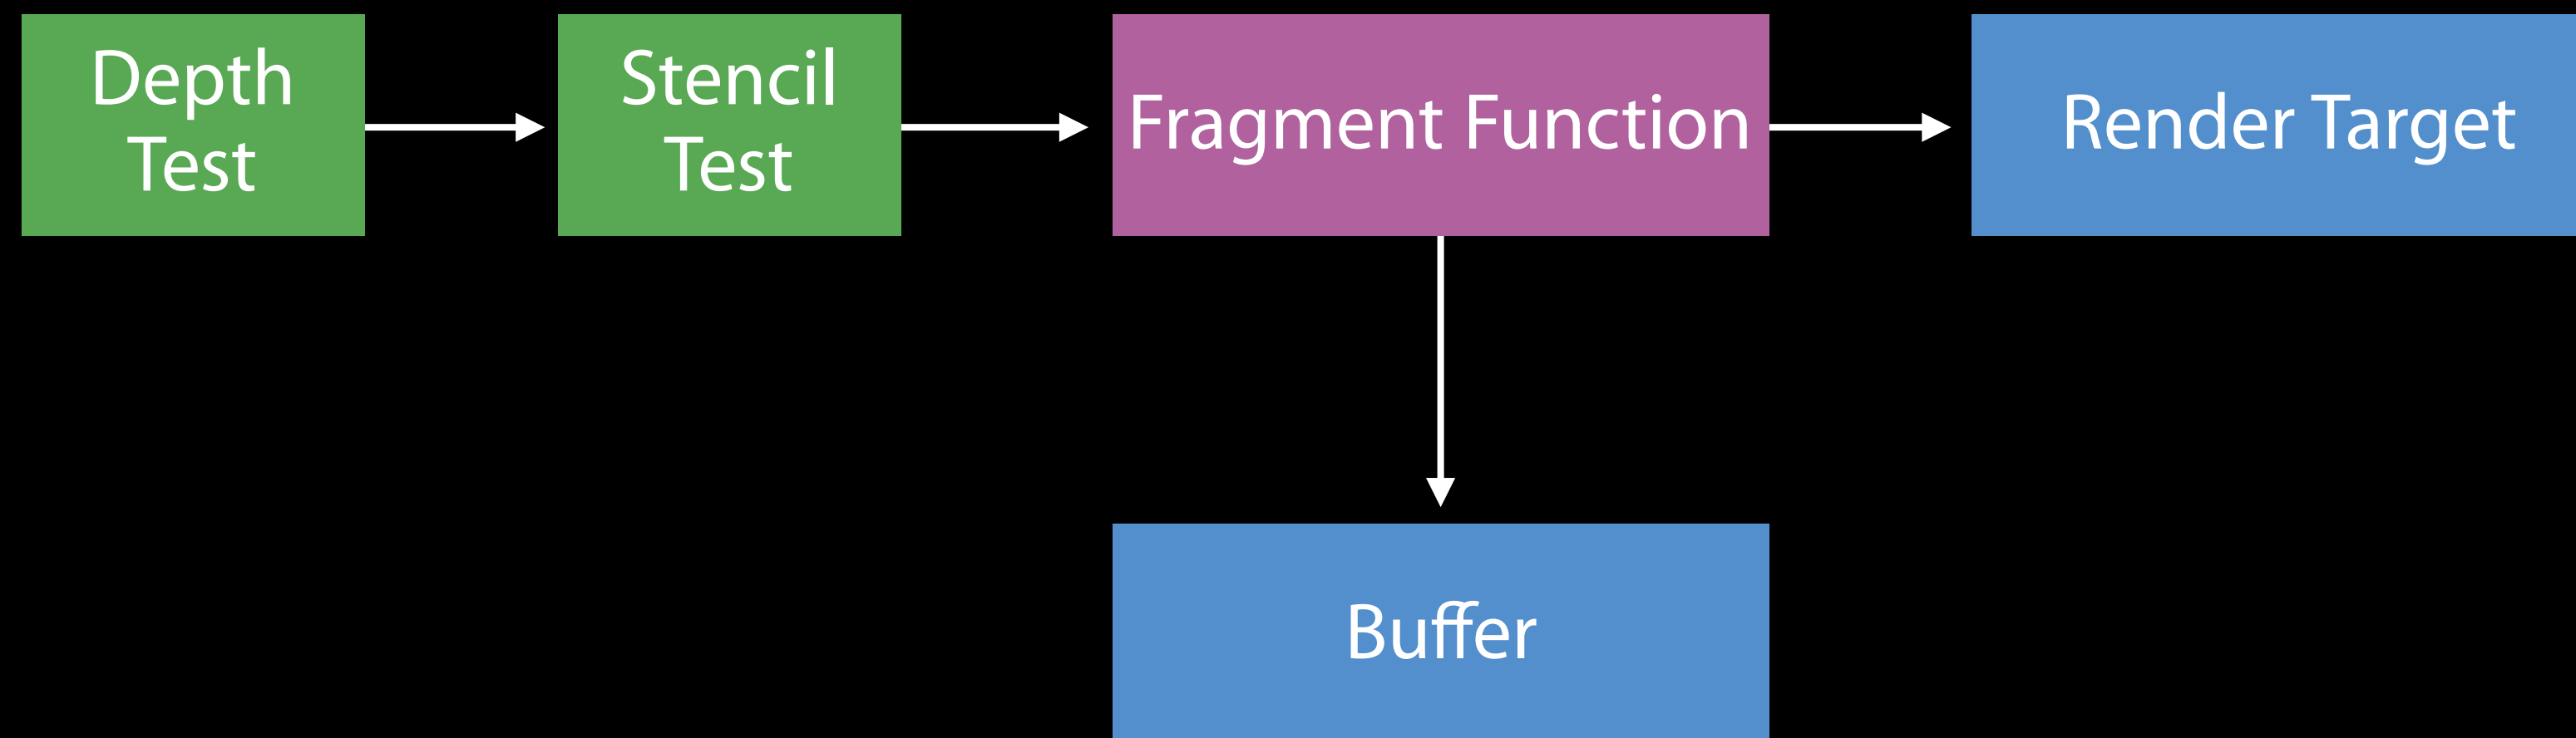 Depth
Test
Stencil
Test
Fragment Function
Render Target
Buffer